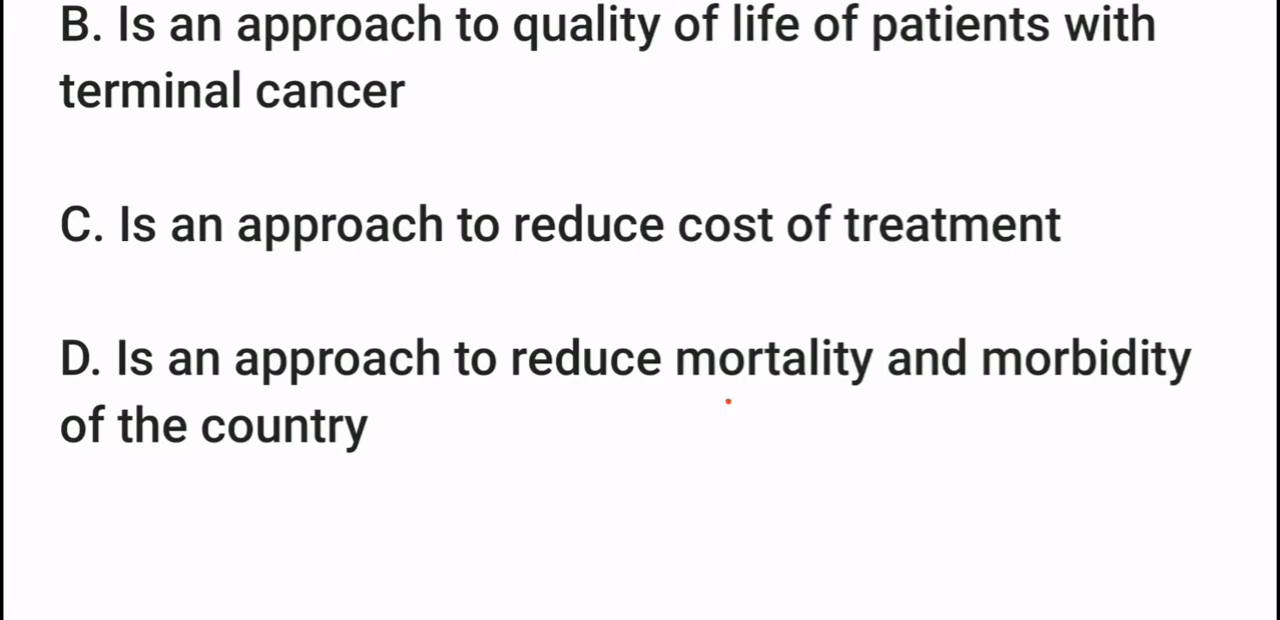 B. Is an approach to quality of life of patients with
terminal cancer
C. Is an approach to reduce cost of treatment
D. Is an approach to reduce mortality and morbidity
of the country